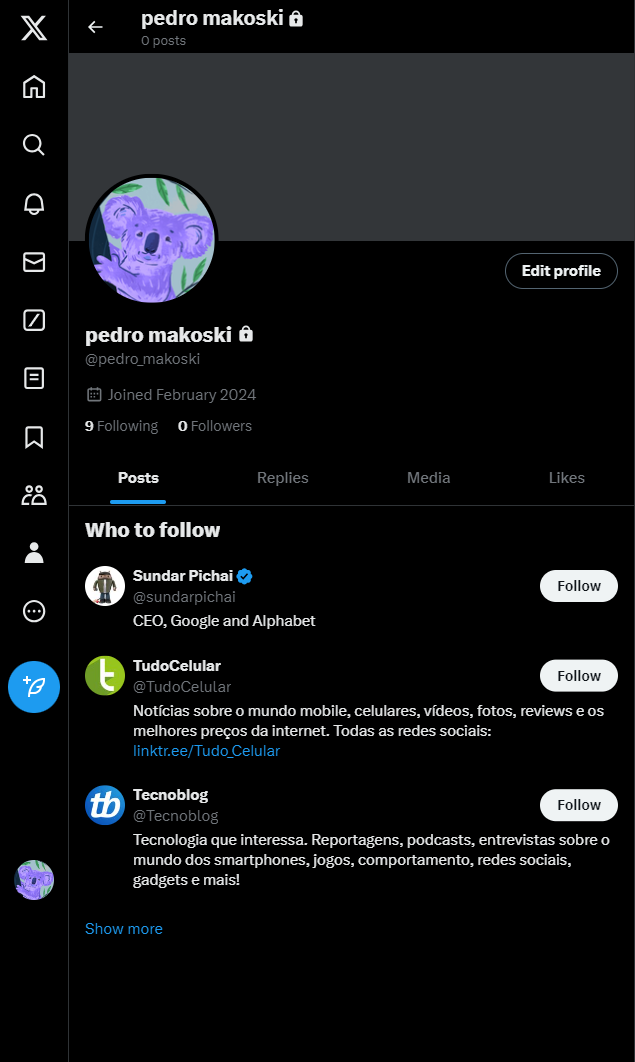 pedro makoski
0 posts
Edit profile
pedro makoski
@pedro_makoski
Joined February 2024
9 Following 0 Followers
Posts Replies Media Likes
Who to follow
Sundar Pichai
@sundarpichai
Follow
CEO, Google and Alphabet
TudoCelular
@TudoCelular
Follow
Notícias sobre o mundo mobile, celulares, vídeos, fotos, reviews e os
melhores preços da internet. Todas as redes sociais:
linktr.ee/Tudo_Celular
tb
Tecnoblog
@Tecnoblog
Follow
Tecnologia que interessa. Reportagens, podcasts, entrevistas sobre o
mundo dos smartphones, jogos, comportamento, redes sociais,
gadgets e mais!
Show more